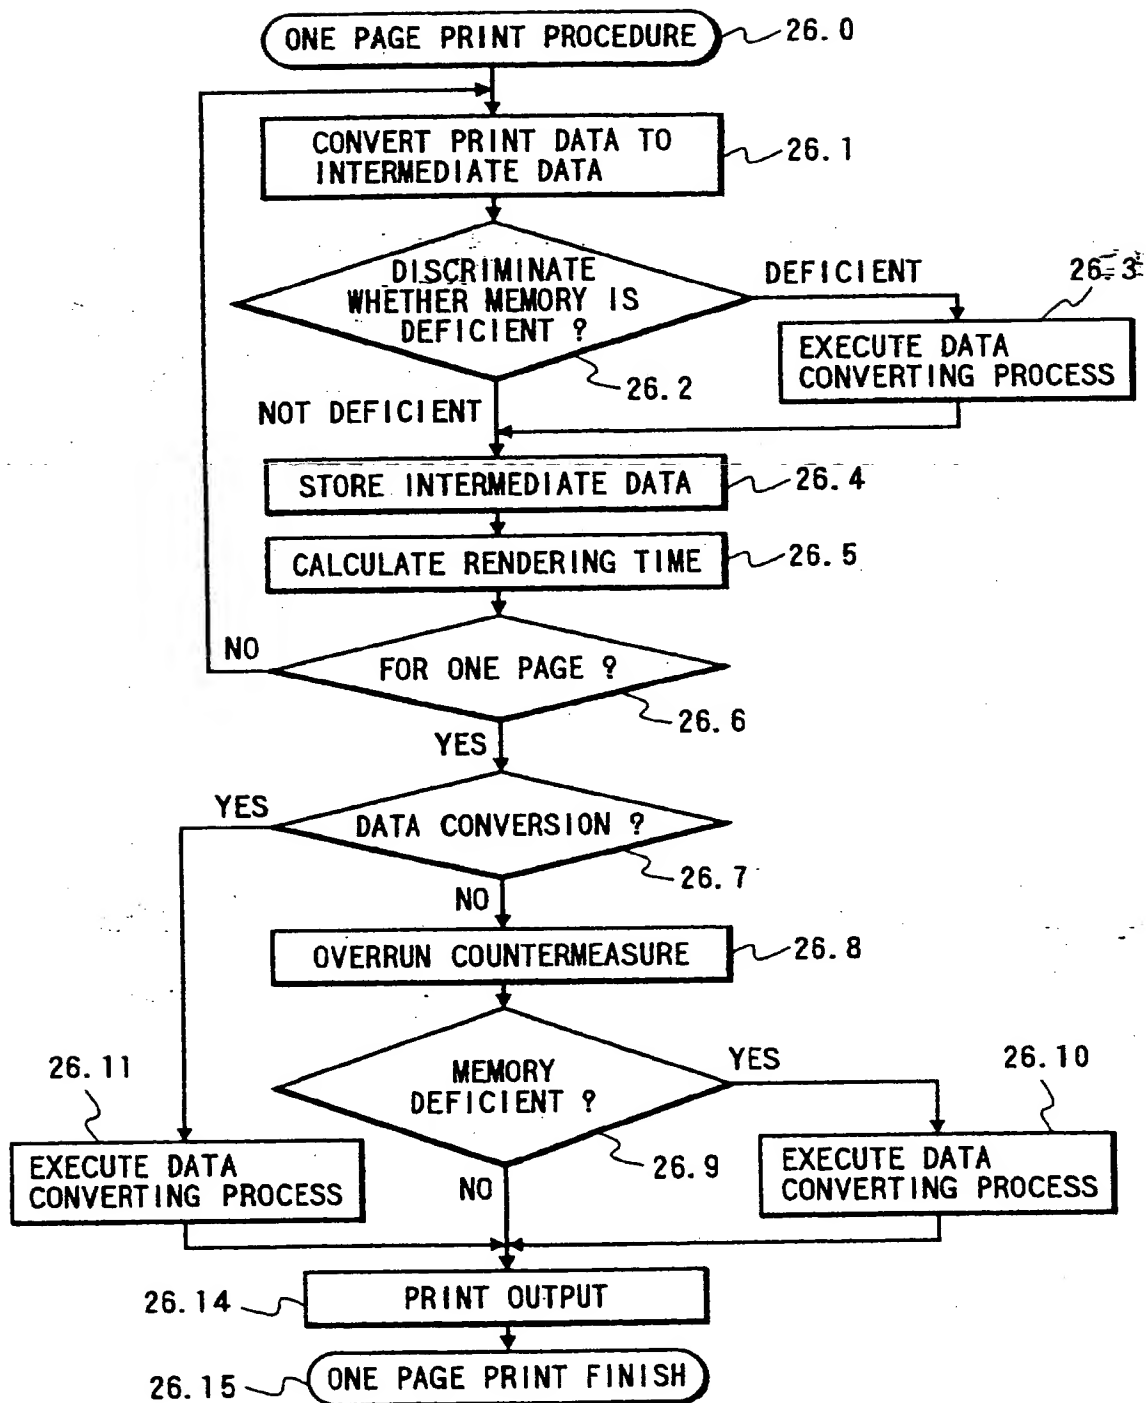 ONE PAGE PRINT PROCEDURE
26.0
CONVERT PRINT DATA TO
INTERMEDIATE DATA
26.1
DISCRIMINATE
WHETHER MEMORY IS
DEFICIENT ?
26.2
DEFICIENT
26.3
EXECUTE DATA
CONVERTING PROCESS
NOT DEFICIENT
STORE INTERMEDIATE DATA
26.4
CALCULATE RENDERING TIME
26.5
NO
FOR ONE PAGE ?
26.6
YES
YES
DATA CONVERSION ?
26.7
NO
OVERRUN COUNTERMEASURE
26.8
MEMORY
DEFICIENT ?
26.9
YES
26.10
EXECUTE DATA
CONVERTING PROCESS
26.11
EXECUTE DATA
CONVERTING PROCESS
NO
PRINT OUTPUT
26.14
ONE PAGE PRINT FINISH
26.15